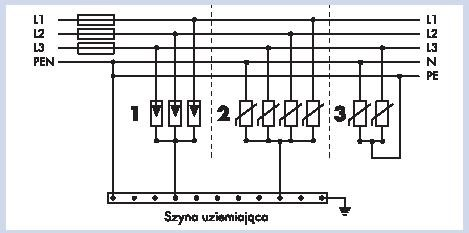 L1 L1
L2 L2
L3 L3
PEN N
PE
1 2 3
Szyna uziemiająca